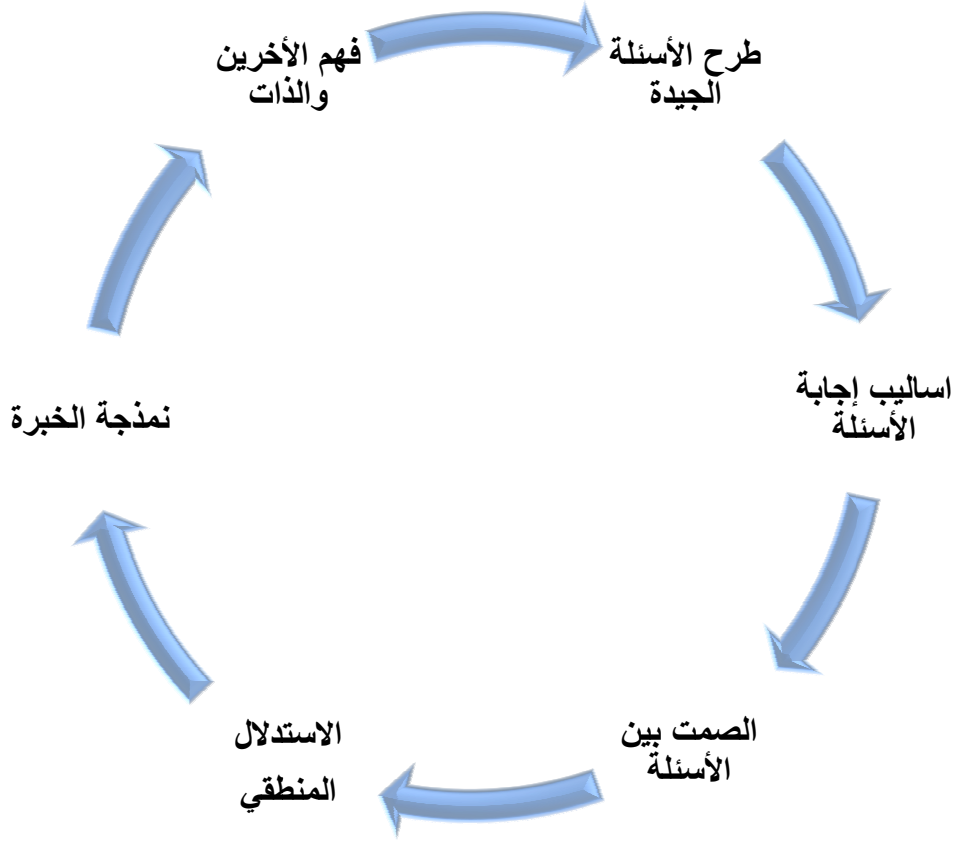 طرح الأسئلة
الجيدة
اساليب إجابة
الأسئلة
الصمت بين
الأسئلة
الاستدلال
المنطقي
نمذجة الخبرة
فهم الأخرين
والذات